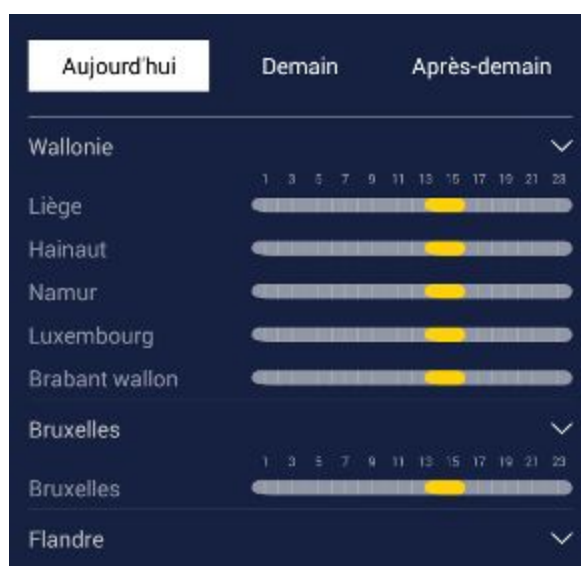 Aujourd'hui Demain Après-demain
Wallonie
1 3 5 7 9 11 13 15 17 19 21 23
Liège
Hainaut
Namur
Luxembourg
Brabant wallon
Bruxelles
1 3 5 7 9 11 13 15 17 19 21 23
Bruxelles
Flandre